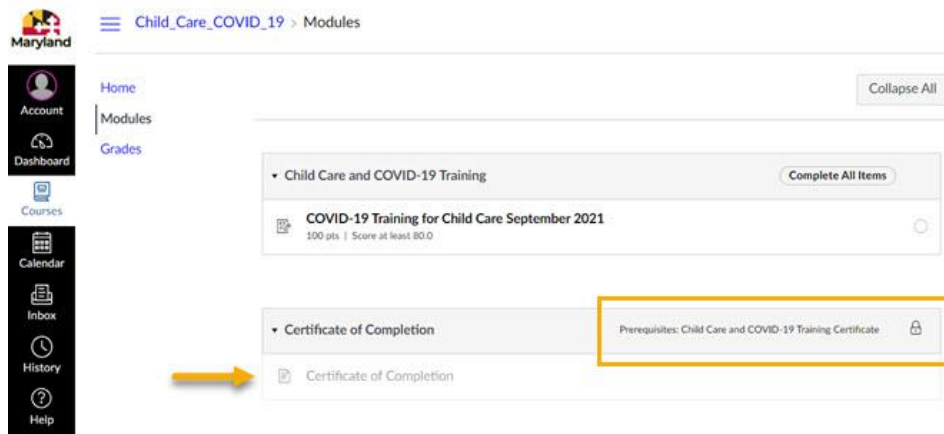 Maryland
Child_Care_COVID_19 > Modules
Account
Dashboard
Courses
Calendar
Inbox
History
Help
Home
Modules
Grades
Collapse All
Child Care and COVID-19 Training
Complete All Items
COVID-19 Training for Child Care September 2021
100 pts | Score at least 80.0
Certificate of Completion
Prerequisites: Child Care and COVID-19 Training Certificate
Certificate of Completion